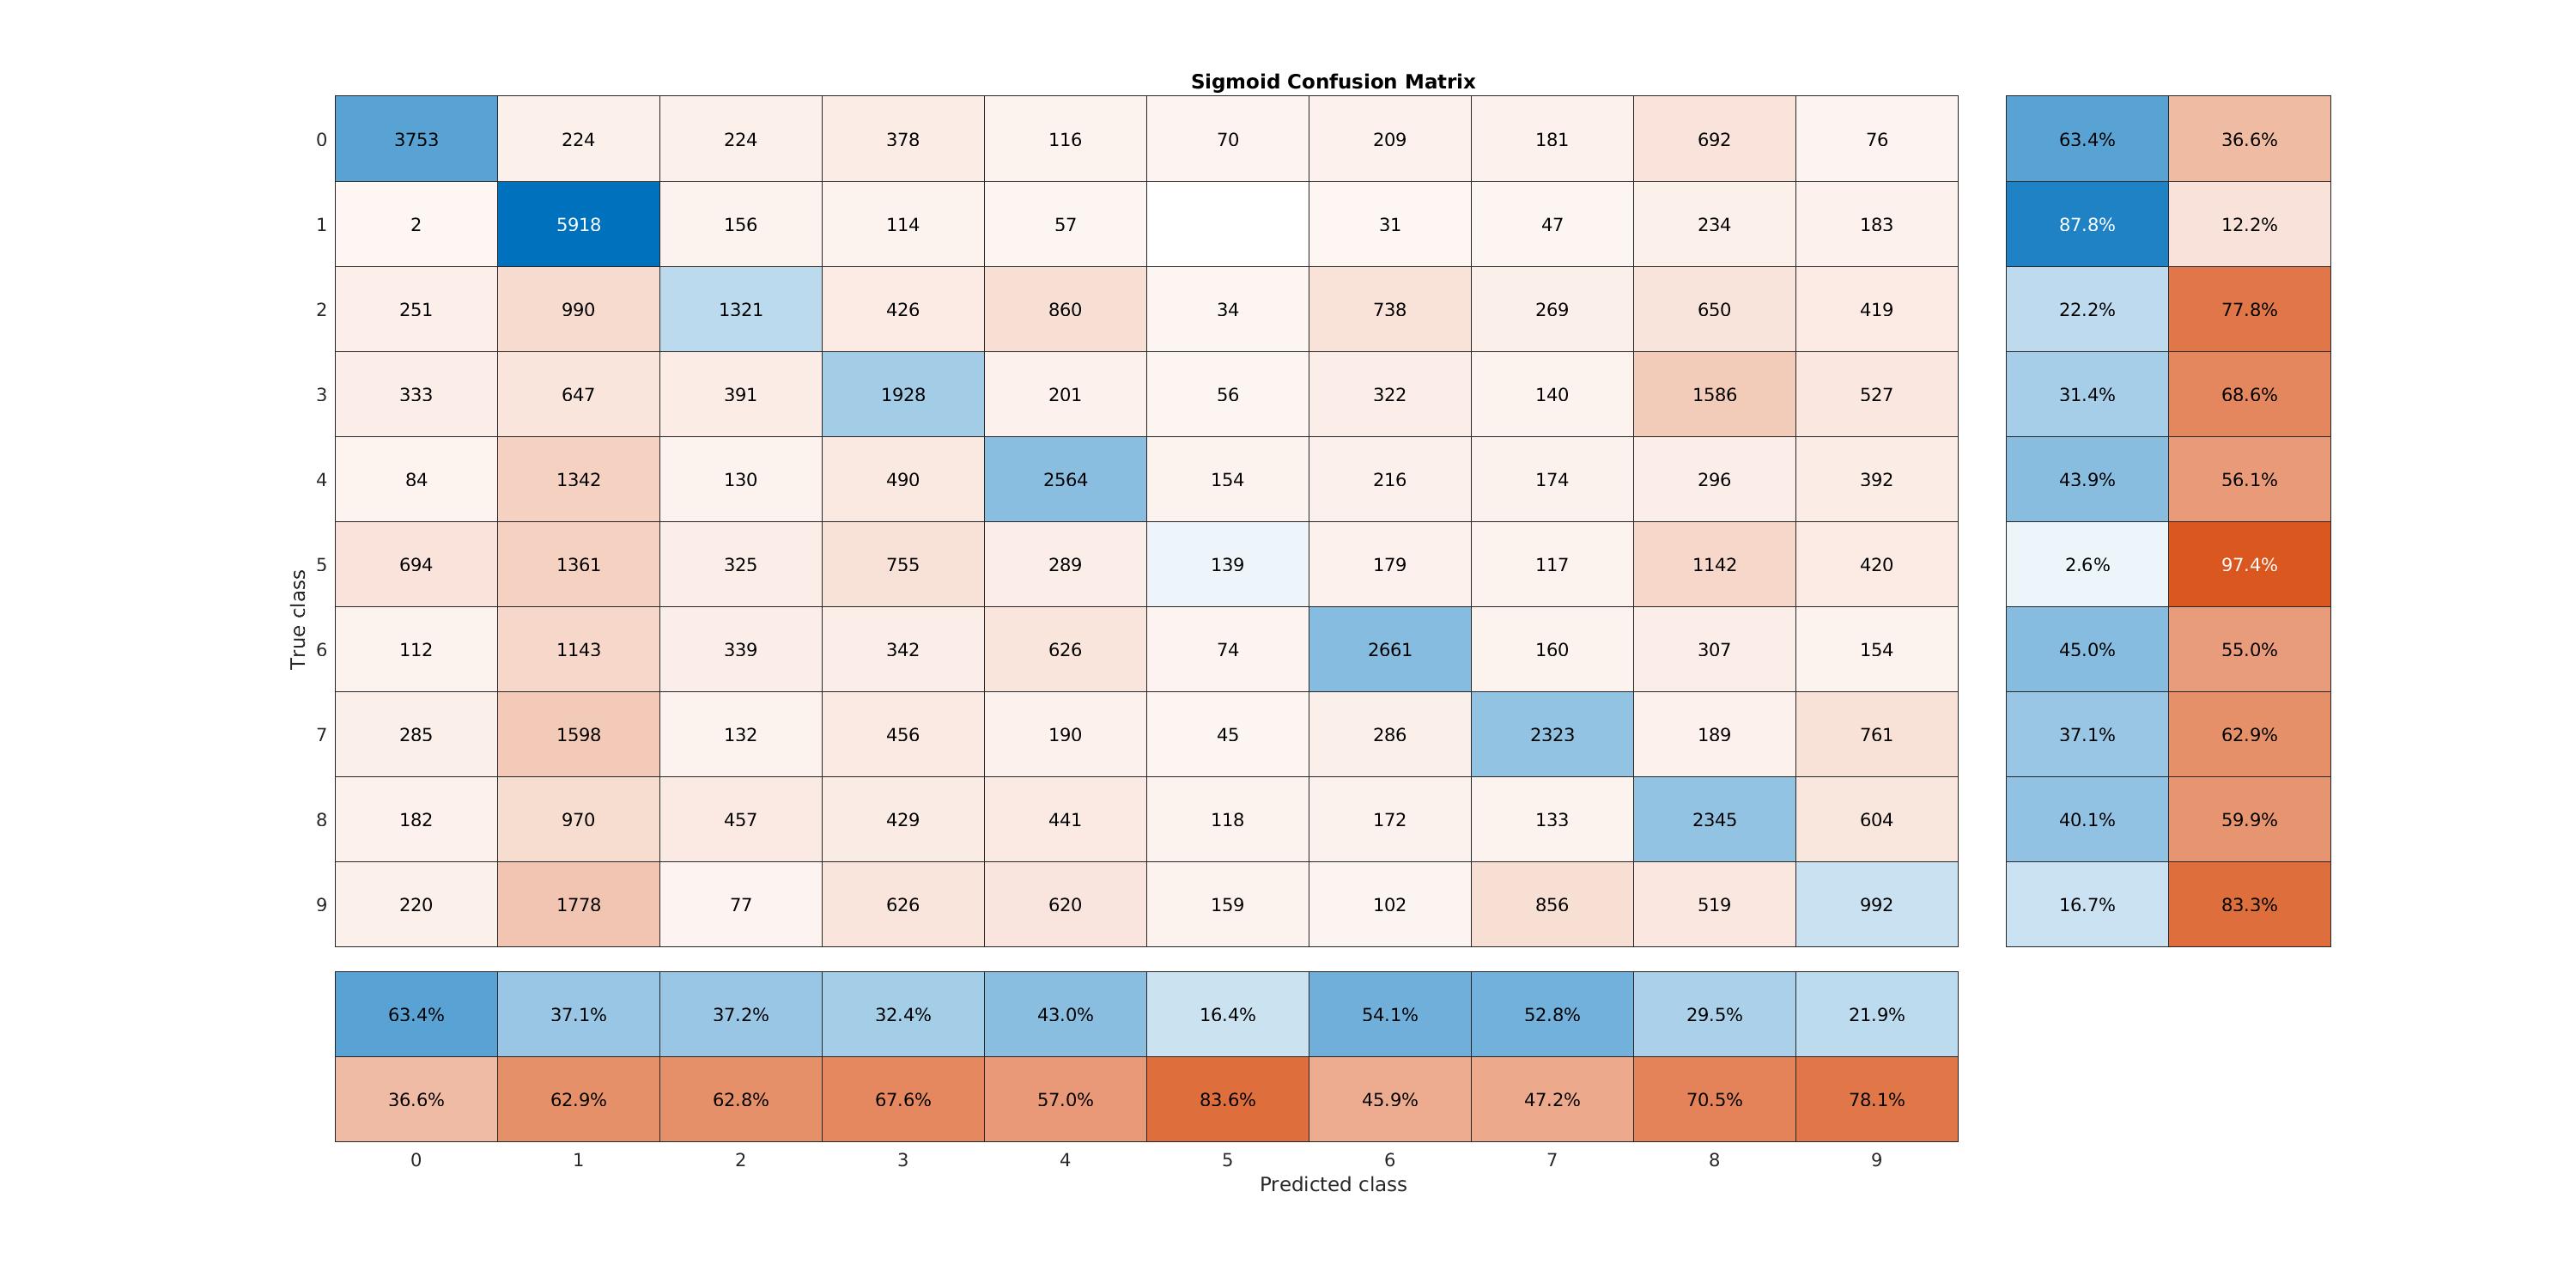 Sigmoid Confusion Matrix
0 3753 224 224 378 116 70 209 181 692 76 63.4% 36.6%
1 2 5918 156 114 57 31 47 234 183 87.8% 12.2%
2 251 990 1321 426 860 34 738 269 650 419 22.2% 77.8%
3 333 647 391 1928 201 56 322 140 1586 527 31.4% 68.6%
4 84 1342 130 490 2564 154 216 174 296 392 43.9% 56.1%
5 694 1361 325 755 289 139 179 117 1142 420 2.6% 97.4%
True class
6 112 1143 339 342 626 74 2661 160 307 154 45.0% 55.0%
7 285 1598 132 456 190 45 286 2323 189 761 37.1% 62.9%
8 182 970 457 429 441 118 172 133 2345 604 40.1% 59.9%
9 220 1778 77 626 620 159 102 856 519 992 16.7% 83.3%
63.4% 37.1% 37.2% 32.4% 43.0% 16.4% 54.1% 52.8% 29.5% 21.9%
36.6% 62.9% 62.8% 67.6% 57.0% 83.6% 45.9% 47.2% 70.5% 78.1%
0 1 2 3 4 5 6 7 8 9
Predicted class